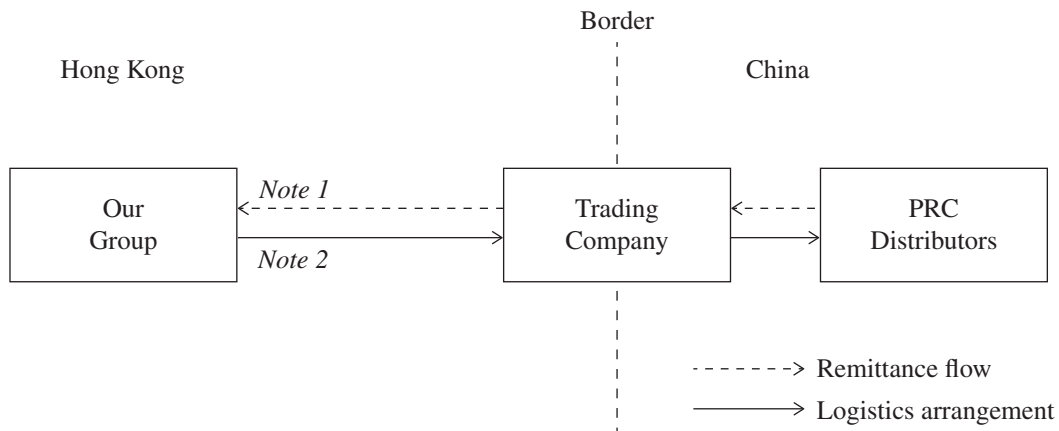 Border
Hong Kong
China
Our
Group
Note 1
Note 2
Trading
Company
PRC
Distributors
Remittance flow
Logistics arrangement